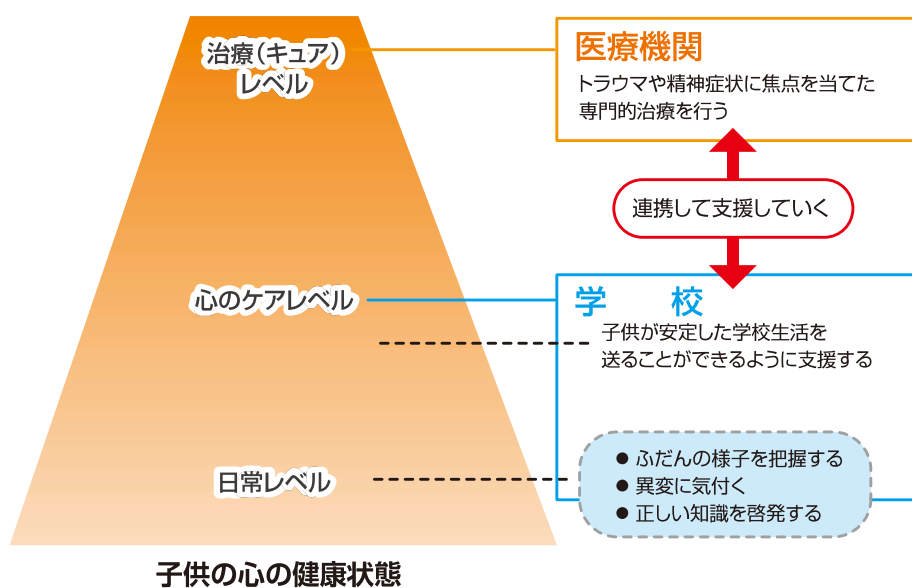 治療（キュア）
レベル
医療機関
トラウマや精神症状に焦点を当てた
専門的治療を行う
連携して支援していく
心のケアレベル
学　校
子供が安定した学校生活を
送ることができるように支援する
日常レベル
● ふだんの様子を把握する
● 異変に気付く
● 正しい知識を啓発する
子供の心の健康状態